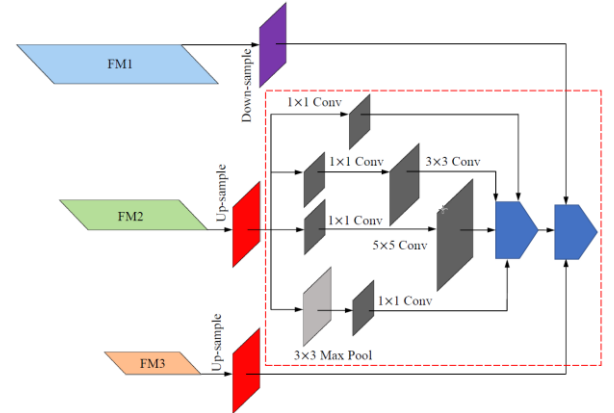 FM1
Down-sample
1×1 Conv
1×1 Conv
3×3 Conv
Up-sample
FM2
1×1 Conv
5×5 Conv
1×1 Conv
3×3 Max Pool
Up-sample
FM3